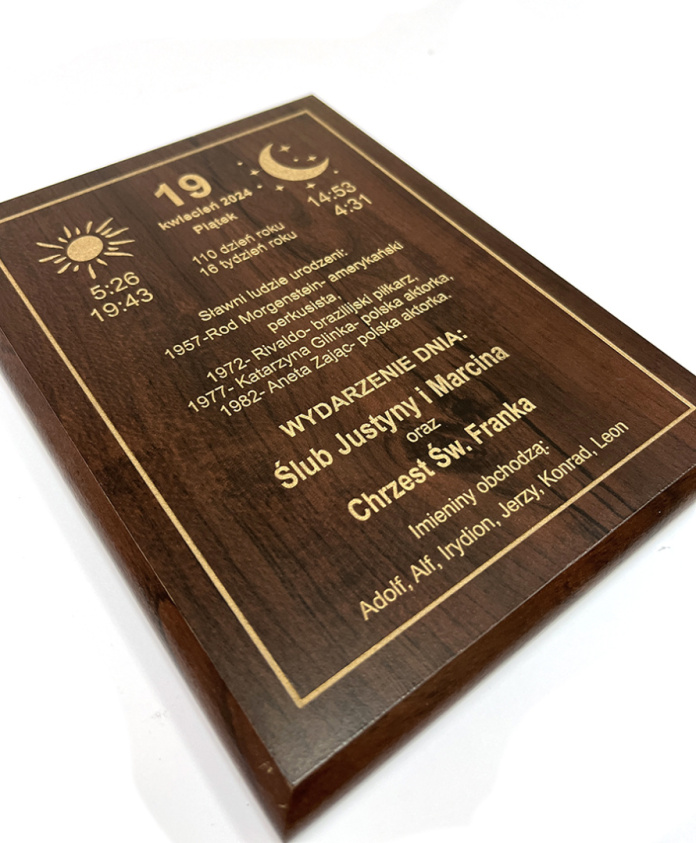 19
kwiecień 2024
Piątek
14:53
4:31
5:26
19:43
110 dzień roku
16 tydzień roku
Sławni ludzie urodzeni:
1957-Rod Morgenstein- amerykański
perkusista,
1972- Rivaldo- brazilijski piłkarz,
1977- Katarzyna Glinka- polska aktorka,
1982- Aneta Zając- polska aktorka.
WYDARZENIE DNIA:
Ślub Justyny i Marcina
oraz
Chrzest Św. Franka
Imieniny obchodzą:
Adolf, Alf, Irydion, Jerzy, Konrad, Leon